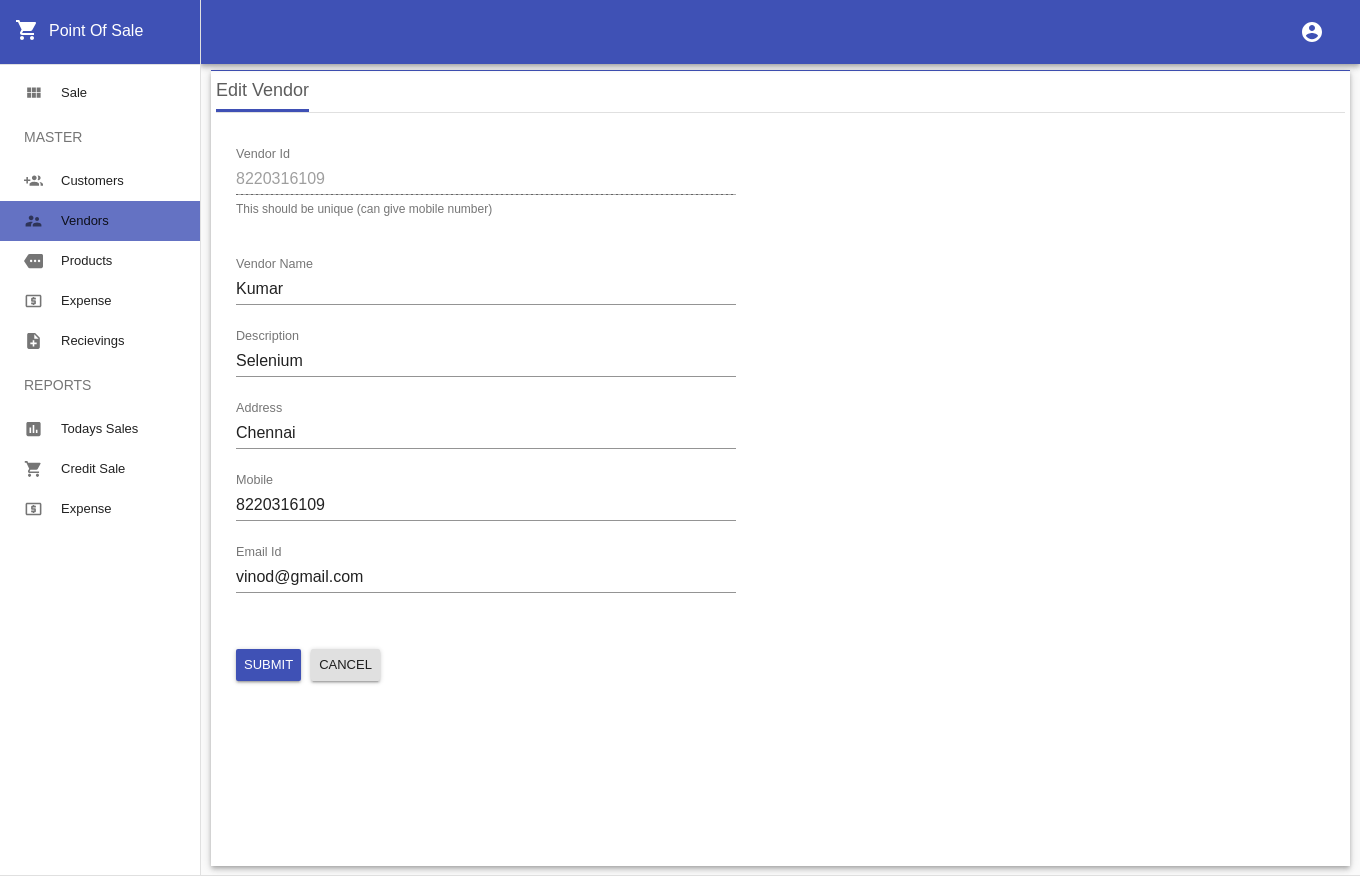 Point Of Sale
Sale
MASTER
Customers
Vendors
Products
Expense
Recievings
REPORTS
Todays Sales
Credit Sale
Expense
Edit Vendor
Vendor Id
8220316109
This should be unique (can give mobile number)
Vendor Name
Kumar
Description
Selenium
Address
Chennai
Mobile
8220316109
Email Id
vinod@gmail.com
SUBMIT CANCEL